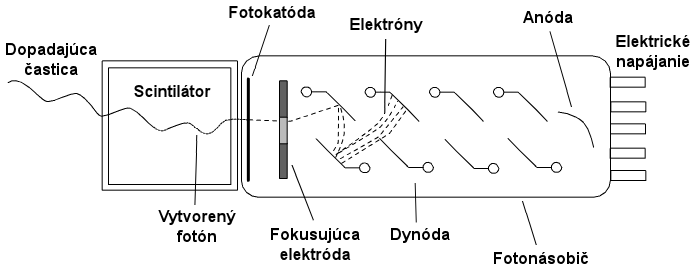 Fotokatóda
Elektróny
Anóda
Dopadajúca
častica
Elektrické
napájanie
Scintilátor
Vytvorený
fotón
Fokusujúca
elektróda
Dynóda
Fotonásobič